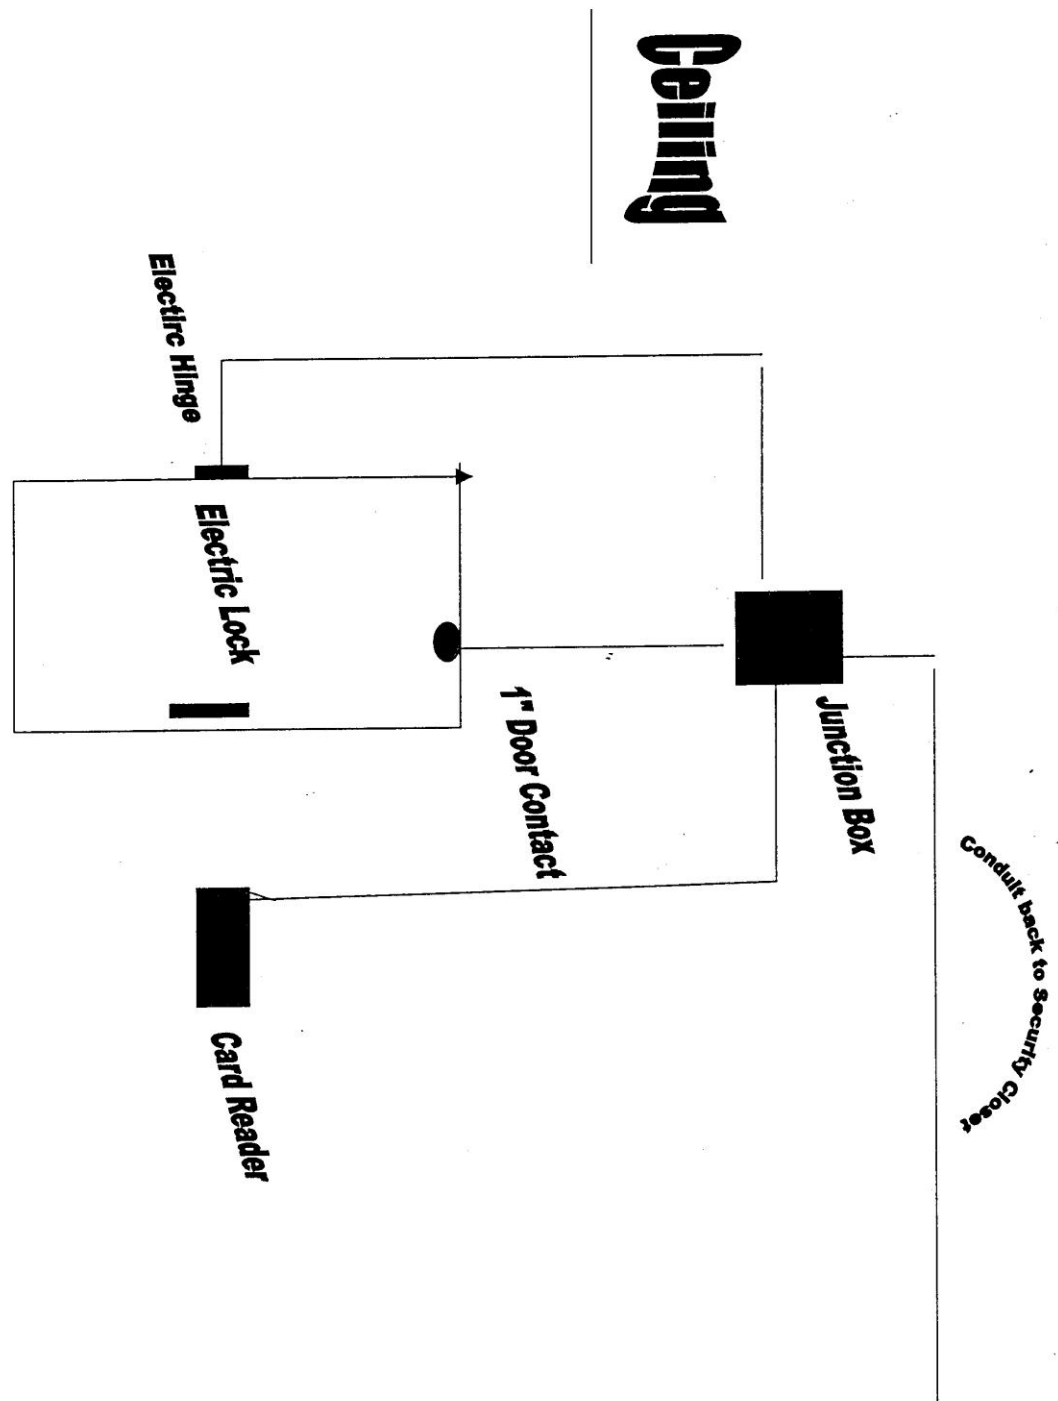 Ceiling
Conduit back to Security Closet
Junction Box
1" Door Contact
Electirc Hinge
Electric Lock
Card Reader